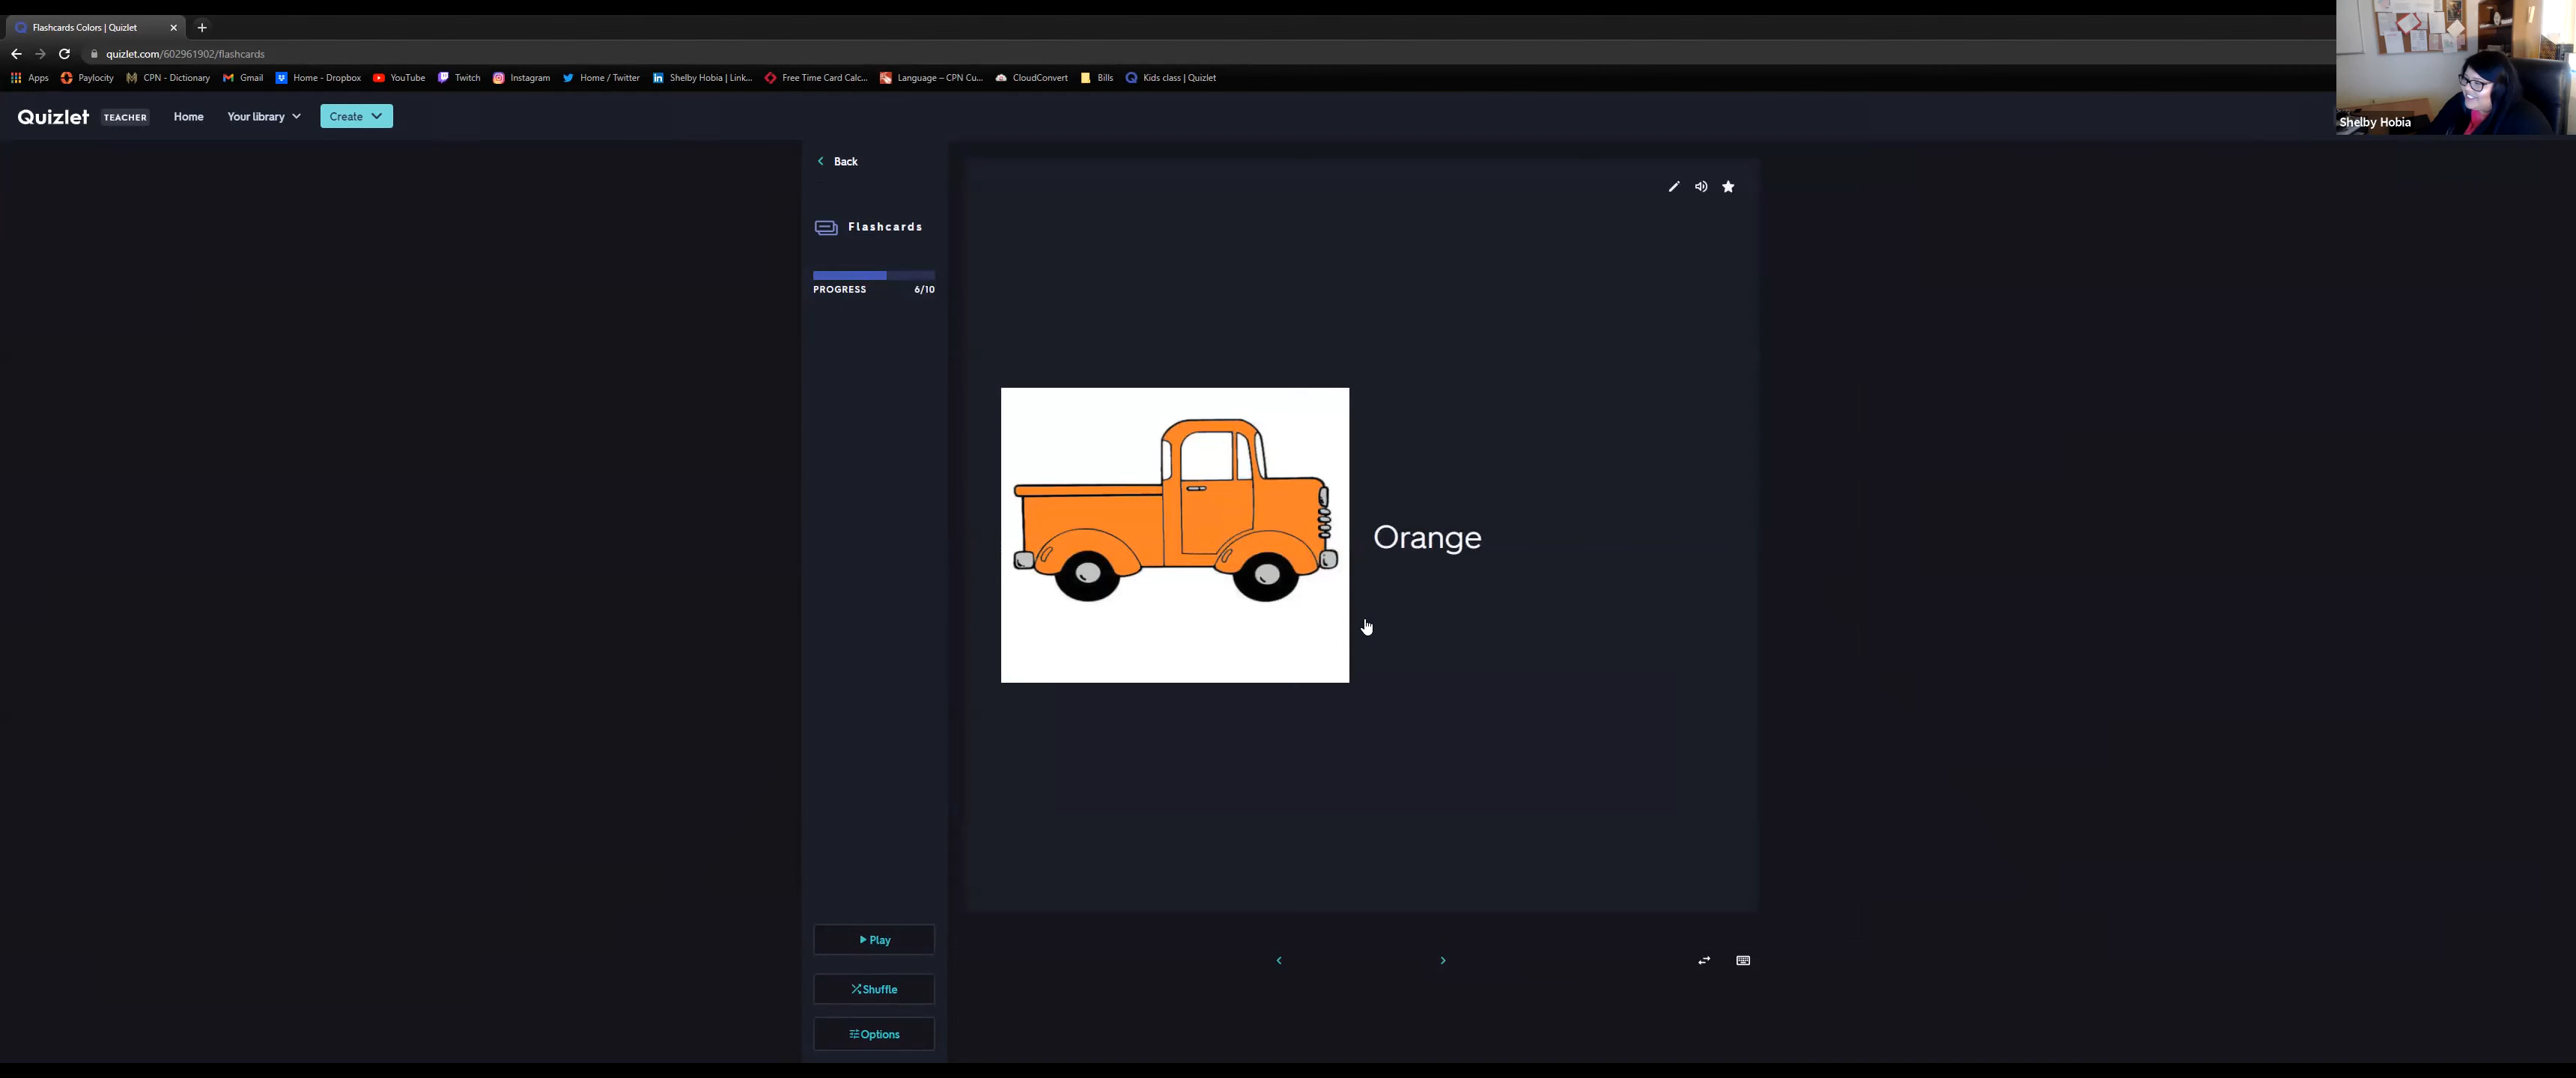 Flashcards Colors | Quizlet
quizlet.com/602961902/flashcards
Apps Paylocity CPN - Dictionary Gmail Home - Dropbox YouTube Twitch Instagram Home / Twitter Shelby Hobia | Link... Free Time Card Calc... Language – CPN Cu... CloudConvert Bills Kids class | Quizlet
Quizlet TEACHER Home Your library Create
Shelby Hobia
Back
Flashcards
PROGRESS 6/10
Orange
Play
Shuffle
Options